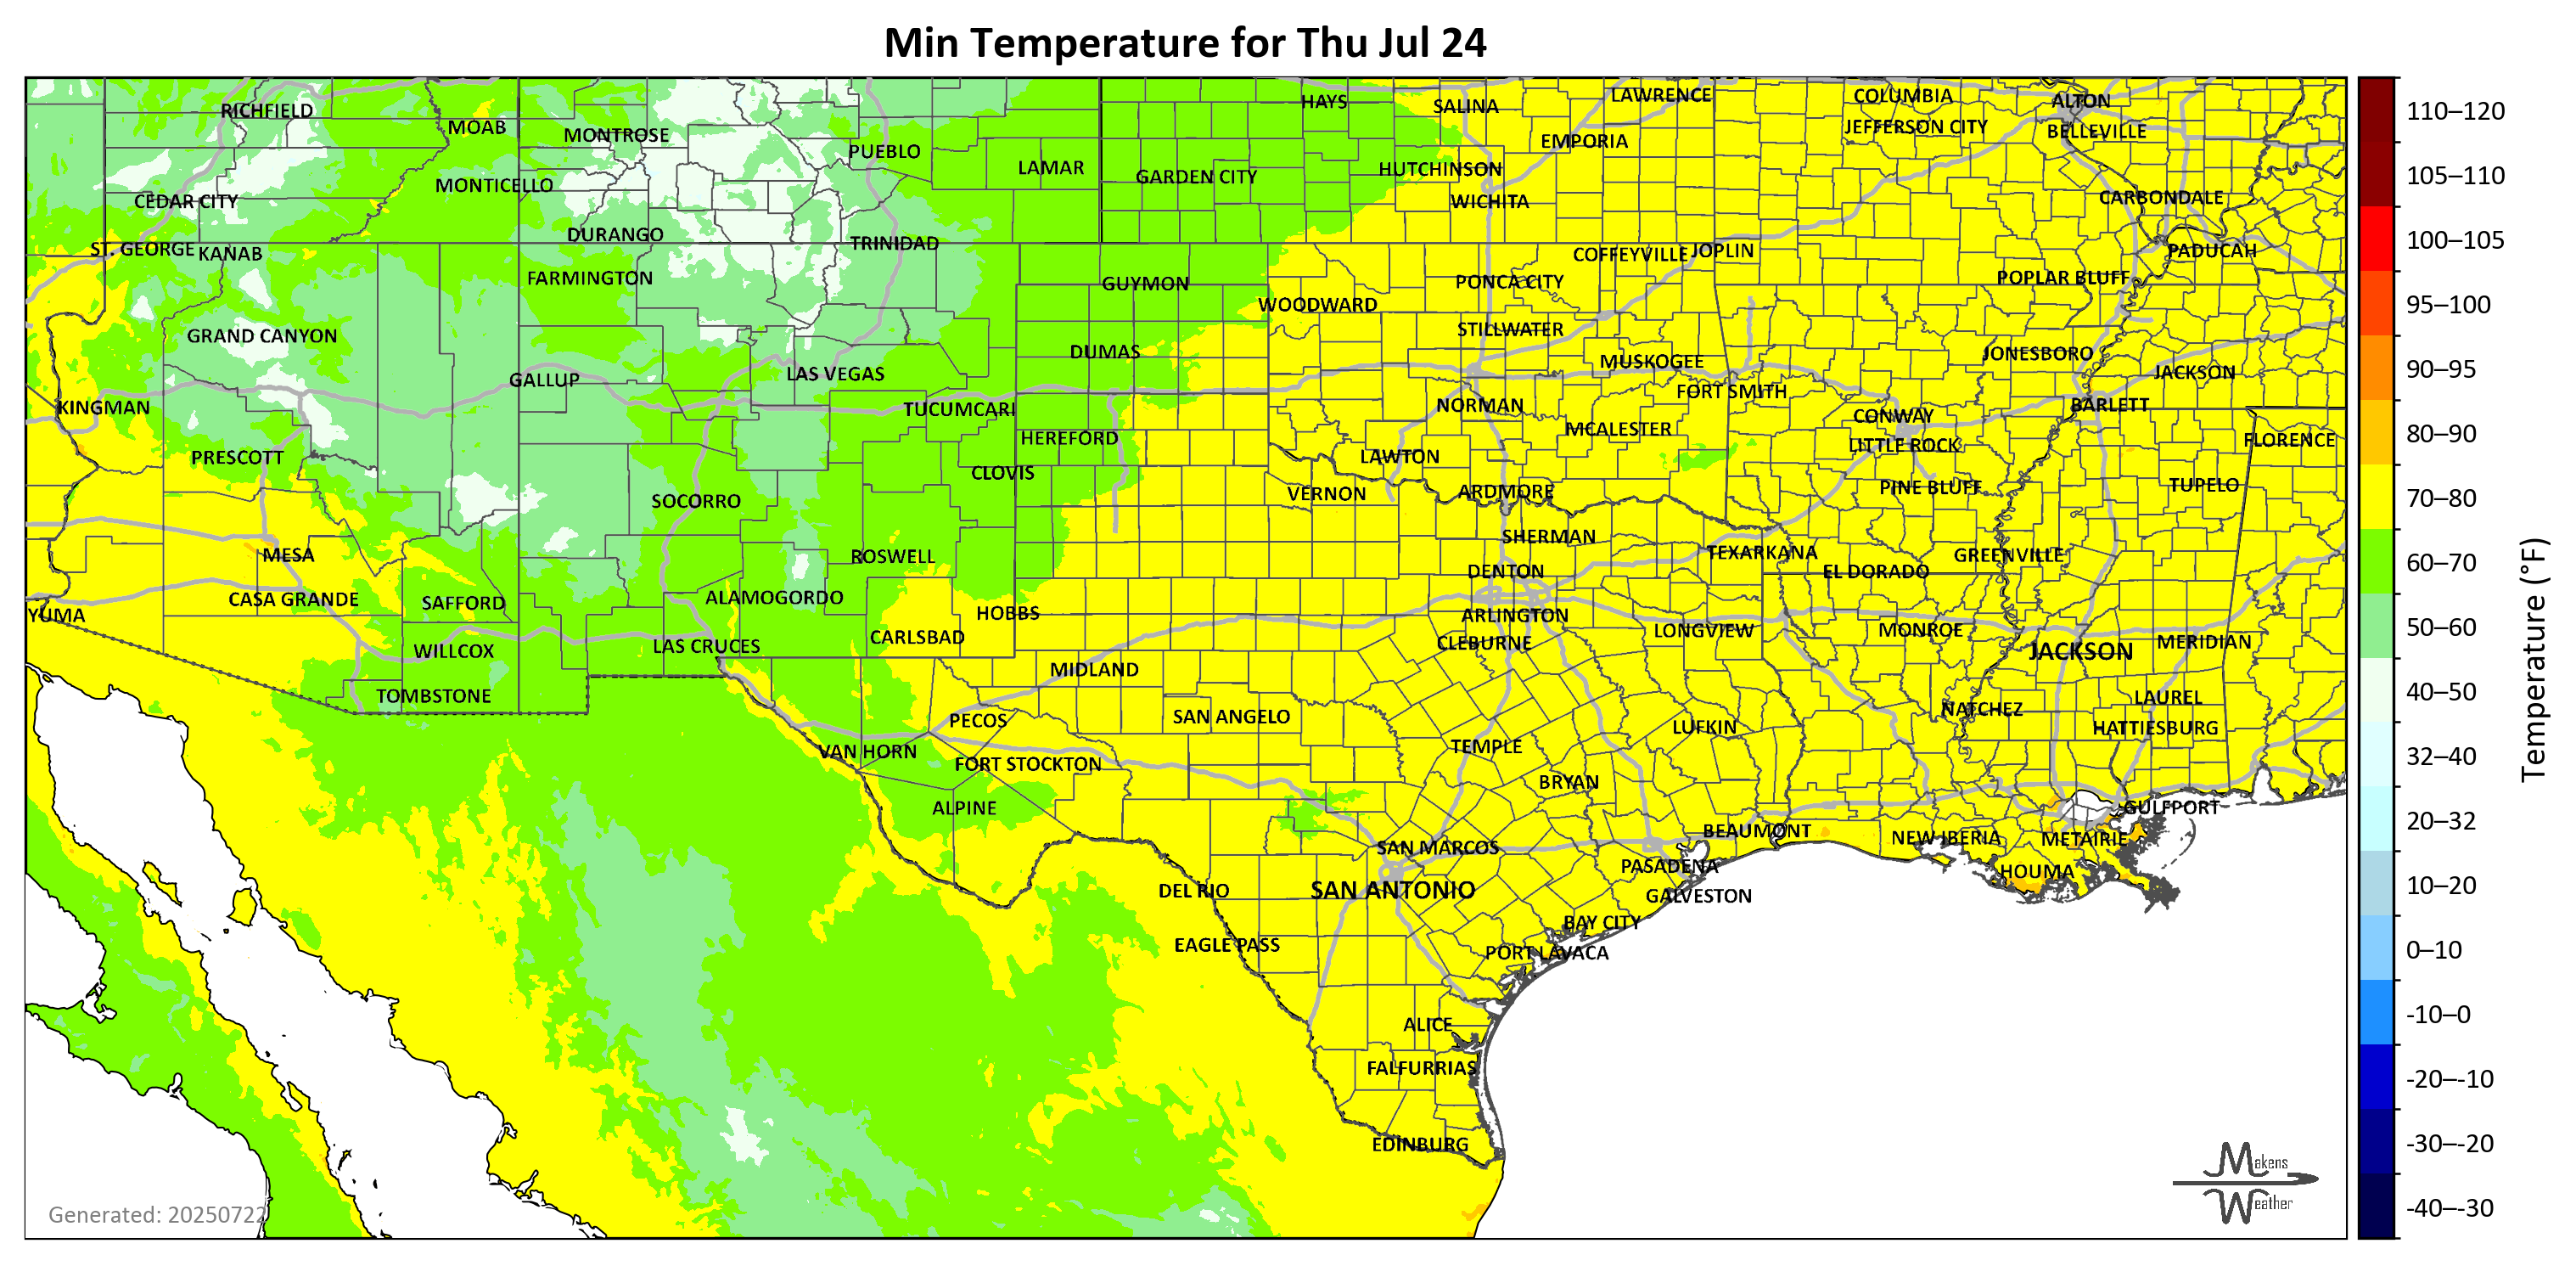 Min Temperature for Thu Jul 24
RICHFIELD
MOAB
MONTROSE
PUEBLO
LAMAR
HAYS
SALINA
LAWRENCE
COLUMBIA
ALTON
EMPORIA
JEFFERSON CITY
BELLEVILLE
MONTICELLO
GARDEN CITY
HUTCHINSON
CEDAR CITY
WICHITA
CARBONDALE
DURANGO
TRINIDAD
ST. GEORGE
KANAB
COFFEYVILLE
JOPLIN
PADUCAH
FARMINGTON
GUYMON
PONCA CITY
POPLAR BLUFF
WOODWARD
GRAND CANYON
STILLWATER
DUMAS
MUSKOGEE
JONESBORO
GALLUP
LAS VEGAS
JACKSON
FORT SMITH
KINGMAN
TUCUMCARI
NORMAN
CONWAY
BARLETT
HEREFORD
MCALESTER
LITTLE ROCK
FLORENCE
PRESCOTT
CLOVIS
LAWTON
SOCORRO
VERNON
ARDMORE
PINE BLUFF
TUPELO
SHERMAN
MESA
ROSWELL
TEXARKANA
GREENVILLE
DENTON
EL DORADO
CASA GRANDE
SAFFORD
ALAMOGORDO
YUMA
HOBBS
ARLINGTON
WILLCOX
LAS CRUCES
CARLSBAD
CLEBURNE
LONGVIEW
MONROE
JACKSON
MERIDIAN
MIDLAND
TOMBSTONE
LAUREL
PECOS
SAN ANGELO
NATCHEZ
LUFKIN
HATTIESBURG
VAN HORN
TEMPLE
FORT STOCKTON
BRYAN
ALPINE
GULFPORT
BEAUMONT
NEW IBERIA
METAIRIE
SAN MARCOS
PASADENA
HOUMA
DEL RIO
SAN ANTONIO
GALVESTON
BAY CITY
EAGLE PASS
PORT LAVACA
ALICE
FALFURRIAS
EDINBURG
Generated: 20250722
Makens
Weather
110–120
105–110
100–105
95–100
90–95
80–90
70–80
60–70
50–60
40–50
32–40
20–32
10–20
0–10
-10–0
-20–-10
-30–-20
-40–-30
Temperature (°F)